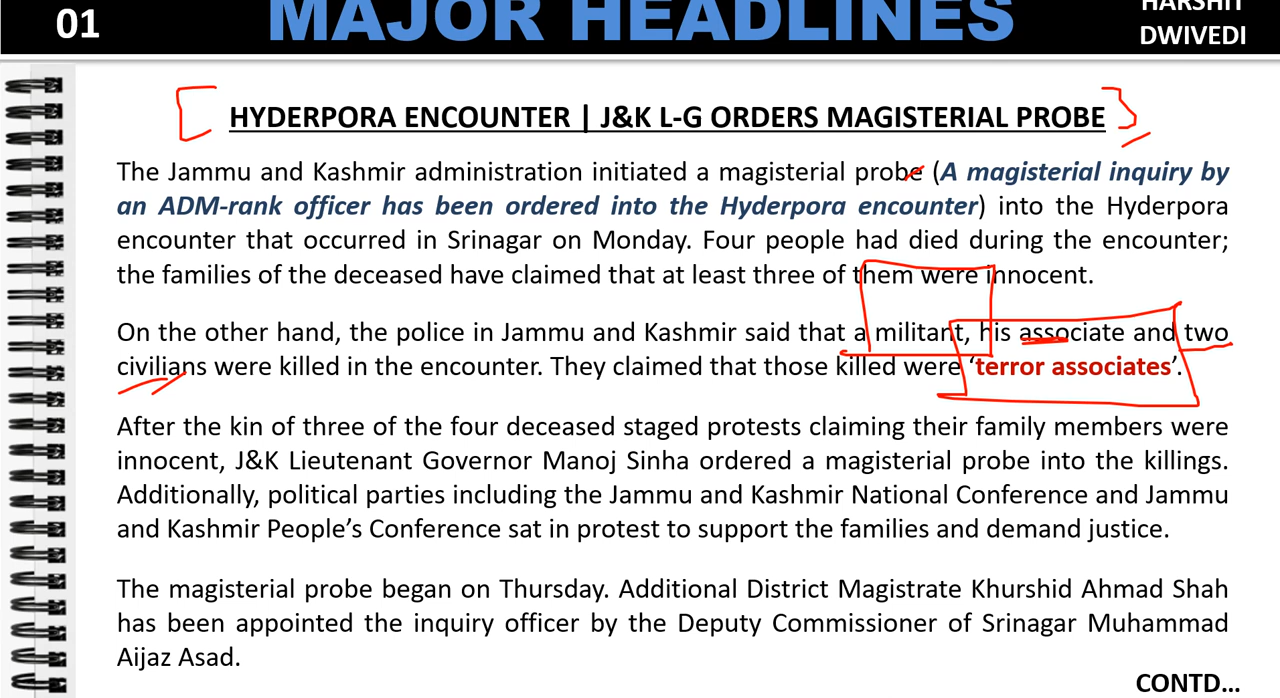 01
MAJOR HEADLINES
HARSHIT
DWIVEDI
HYDERPORA ENCOUNTER | J&K L-G ORDERS MAGISTERIAL PROBE
The Jammu and Kashmir administration initiated a magisterial probe (A magisterial inquiry by
an ADM-rank officer has been ordered into the Hyderpora encounter) into the Hyderpora
encounter that occurred in Srinagar on Monday. Four people had died during the encounter;
the families of the deceased have claimed that at least three of them were innocent.
On the other hand, the police in Jammu and Kashmir said that a militant, his associate and two
civilians were killed in the encounter. They claimed that those killed were ‘terror associates’.
After the kin of three of the four deceased staged protests claiming their family members were
innocent, J&K Lieutenant Governor Manoj Sinha ordered a magisterial probe into the killings.
Additionally, political parties including the Jammu and Kashmir National Conference and Jammu
and Kashmir People’s Conference sat in protest to support the families and demand justice.
The magisterial probe began on Thursday. Additional District Magistrate Khurshid Ahmad Shah
has been appointed the inquiry officer by the Deputy Commissioner of Srinagar Muhammad
Aijaz Asad.
CONTD...